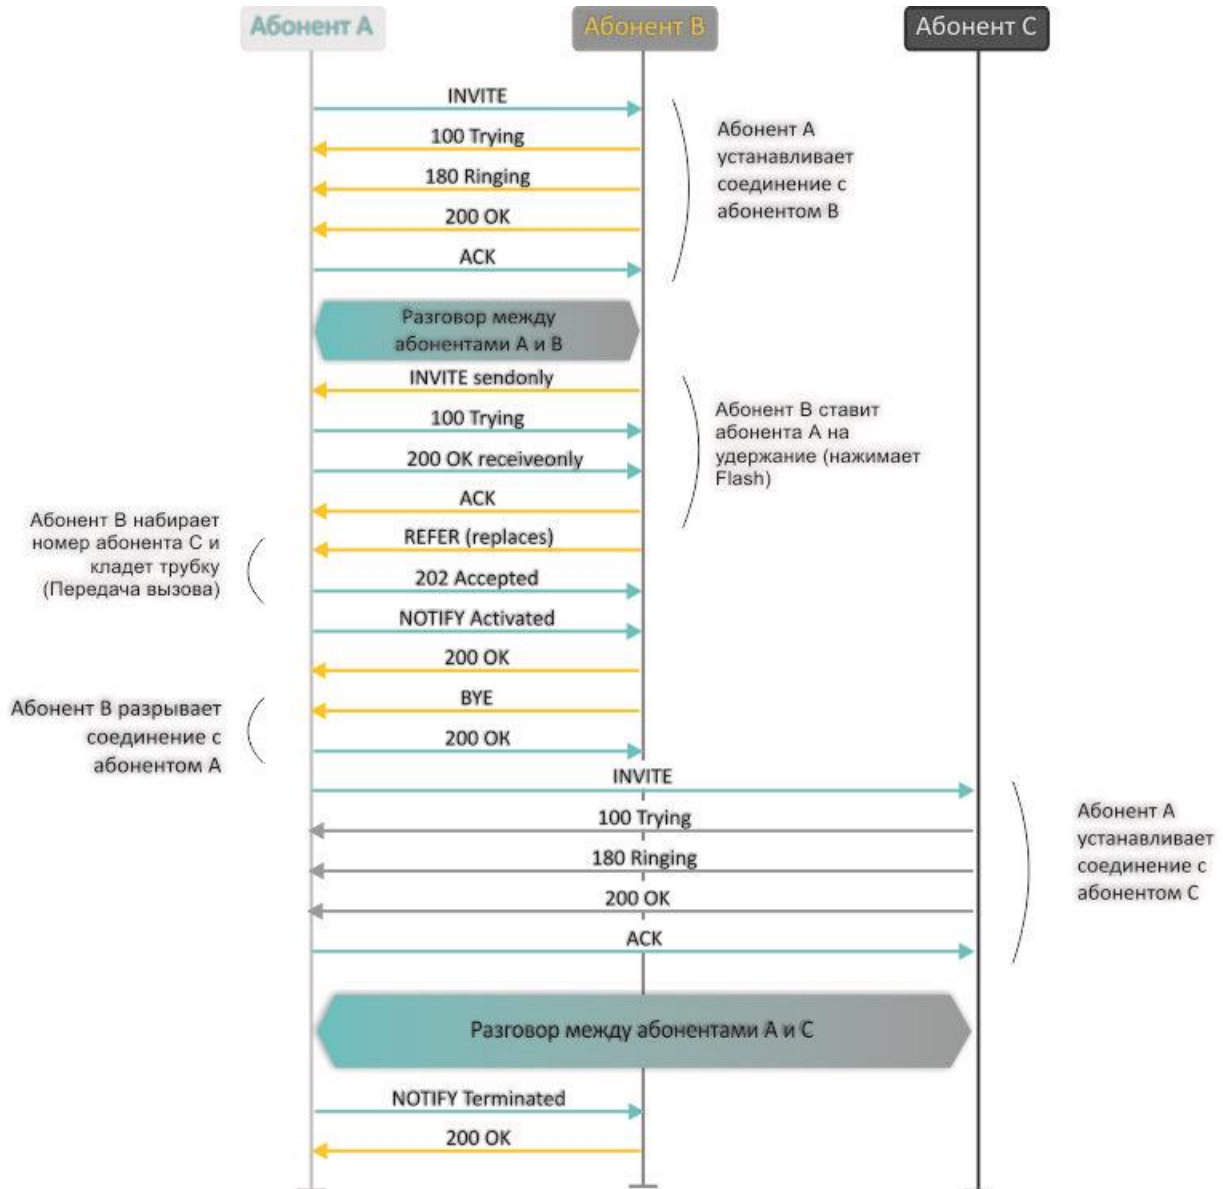 Абонент А
Абонент В
Абонент С
INVITE
100 Trying
180 Ringing
200 OK
ACK
Абонент А
устанавливает
соединение с
абонентом В
Разговор между
абонентами А и В
INVITE sendonly
100 Trying
200 OK receiveonly
ACK
Абонент В ставит
абонента А на
удержание (нажимает
Flash)
REFER (replaces)
202 Accepted
Абонент В набирает
номер абонента С и
кладет трубку
(Передача вызова)
NOTIFY Activated
200 OK
BYE
200 OK
Абонент В разрывает
соединение с
абонентом А
INVITE
100 Trying
180 Ringing
200 OK
ACK
Абонент А
устанавливает
соединение с
абонентом С
Разговор между абонентами А и С
NOTIFY Terminated
200 OK